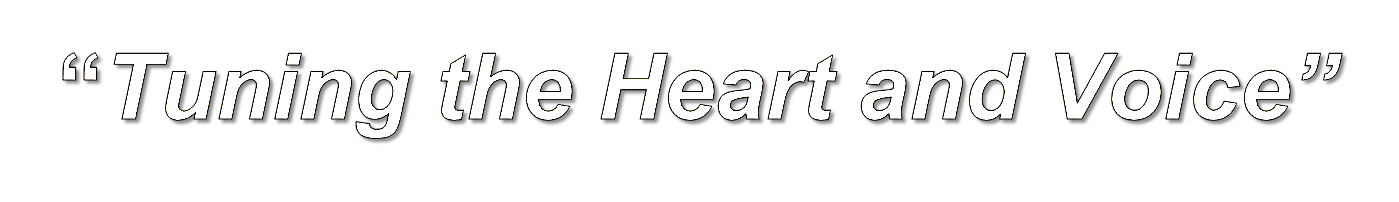 “Tuning the Heart and Voice”